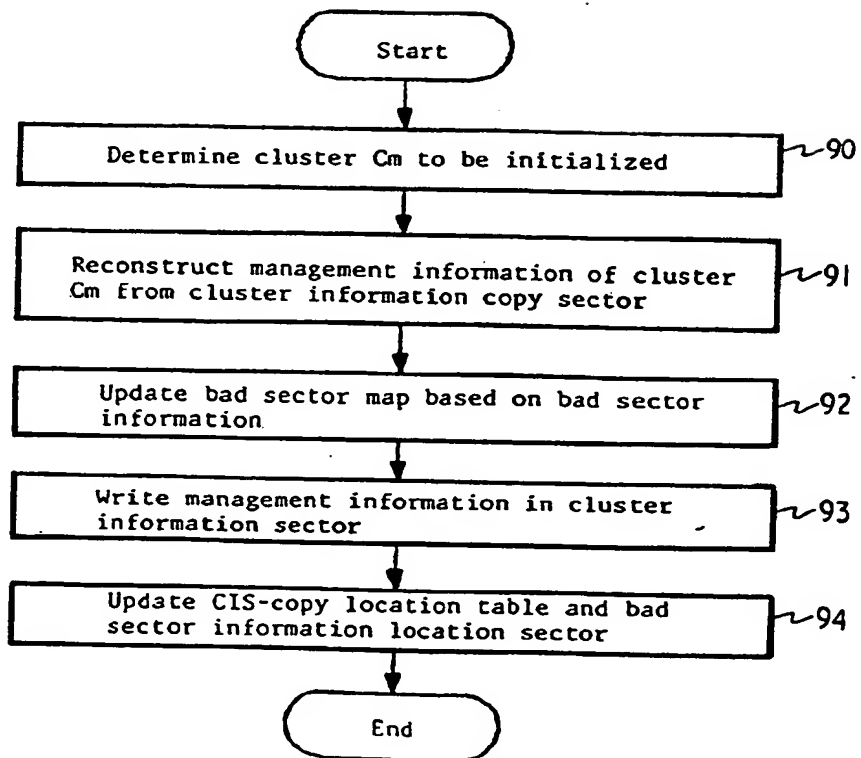 Start
Determine cluster Cm to be initialized
90
Reconstruct management information of cluster
Cm from cluster information copy sector
91
Update bad sector map based on bad sector
information
92
Write management information in cluster
information sector
93
Update CIS-copy location table and bad
sector information location sector
94
End